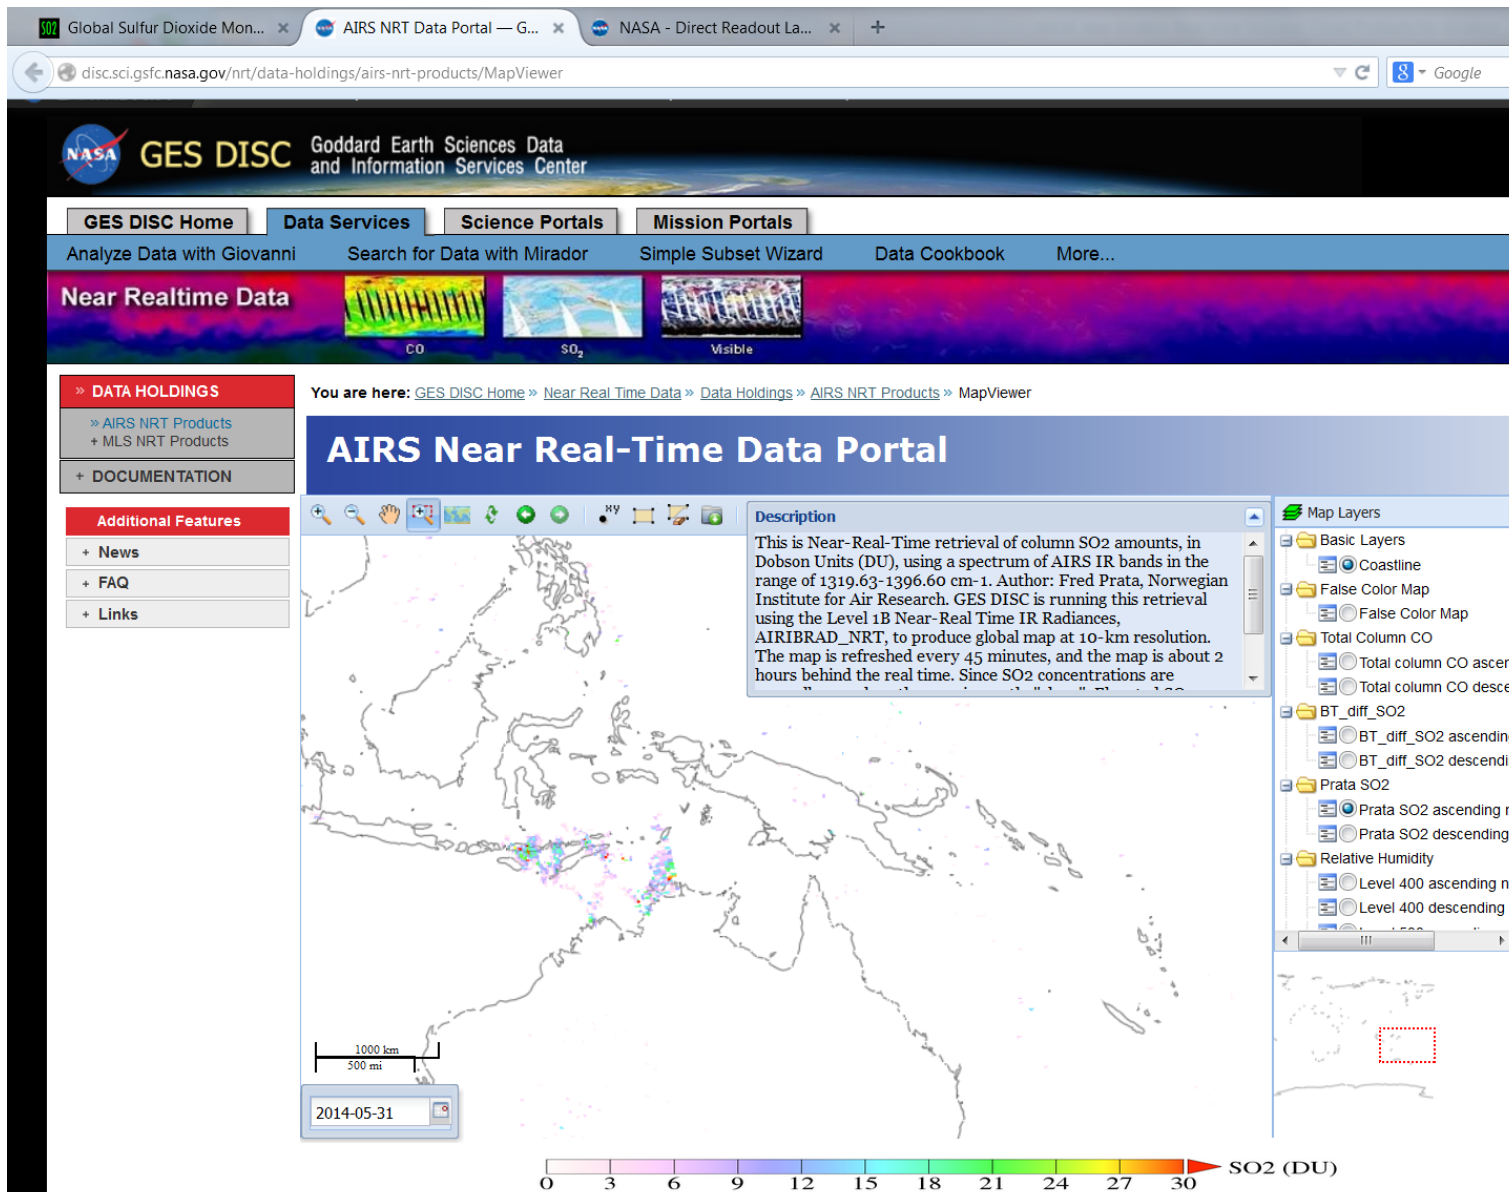 SO2 Global Sulfur Dioxide Mon... × AIRS NRT Data Portal — G... × NASA - Direct Readout La... × +
disc.sci.gsfc.nasa.gov/nrt/data-holdings/airs-nrt-products/MapViewer
8 Google
NASA GES DISC Goddard Earth Sciences Data
and Information Services Center
GES DISC Home Data Services Science Portals Mission Portals
Analyze Data with Giovanni Search for Data with Mirador Simple Subset Wizard Data Cookbook More...
Near Realtime Data
CO SO2 Visible
» DATA HOLDINGS
» AIRS NRT Products
+ MLS NRT Products
+ DOCUMENTATION
Additional Features
+ News
+ FAQ
+ Links
You are here: GES DISC Home » Near Real Time Data » Data Holdings » AIRS NRT Products » MapViewer
AIRS Near Real-Time Data Portal
xy
Description
This is Near-Real-Time retrieval of column SO2 amounts, in
Dobson Units (DU), using a spectrum of AIRS IR bands in the
range of 1319.63-1396.60 cm-1. Author: Fred Prata, Norwegian
Institute for Air Research. GES DISC is running this retrieval
using the Level 1B Near-Real Time IR Radiances,
AIRIBRAD_NRT, to produce global map at 10-km resolution.
The map is refreshed every 45 minutes, and the map is about 2
hours behind the real time. Since SO2 concentrations are
Map Layers
Basic Layers
Coastline
False Color Map
False Color Map
Total Column CO
Total column CO ascer
Total column CO desce
BT_diff_SO2
BT_diff_SO2 ascending
BT_diff_SO2 descendi
Prata SO2
Prata SO2 ascending n
Prata SO2 descending
Relative Humidity
Level 400 ascending n
Level 400 descending
1000 km
500 mi
2014-05-31
0 3 6 9 12 15 18 21 24 27 30 SO2 (DU)